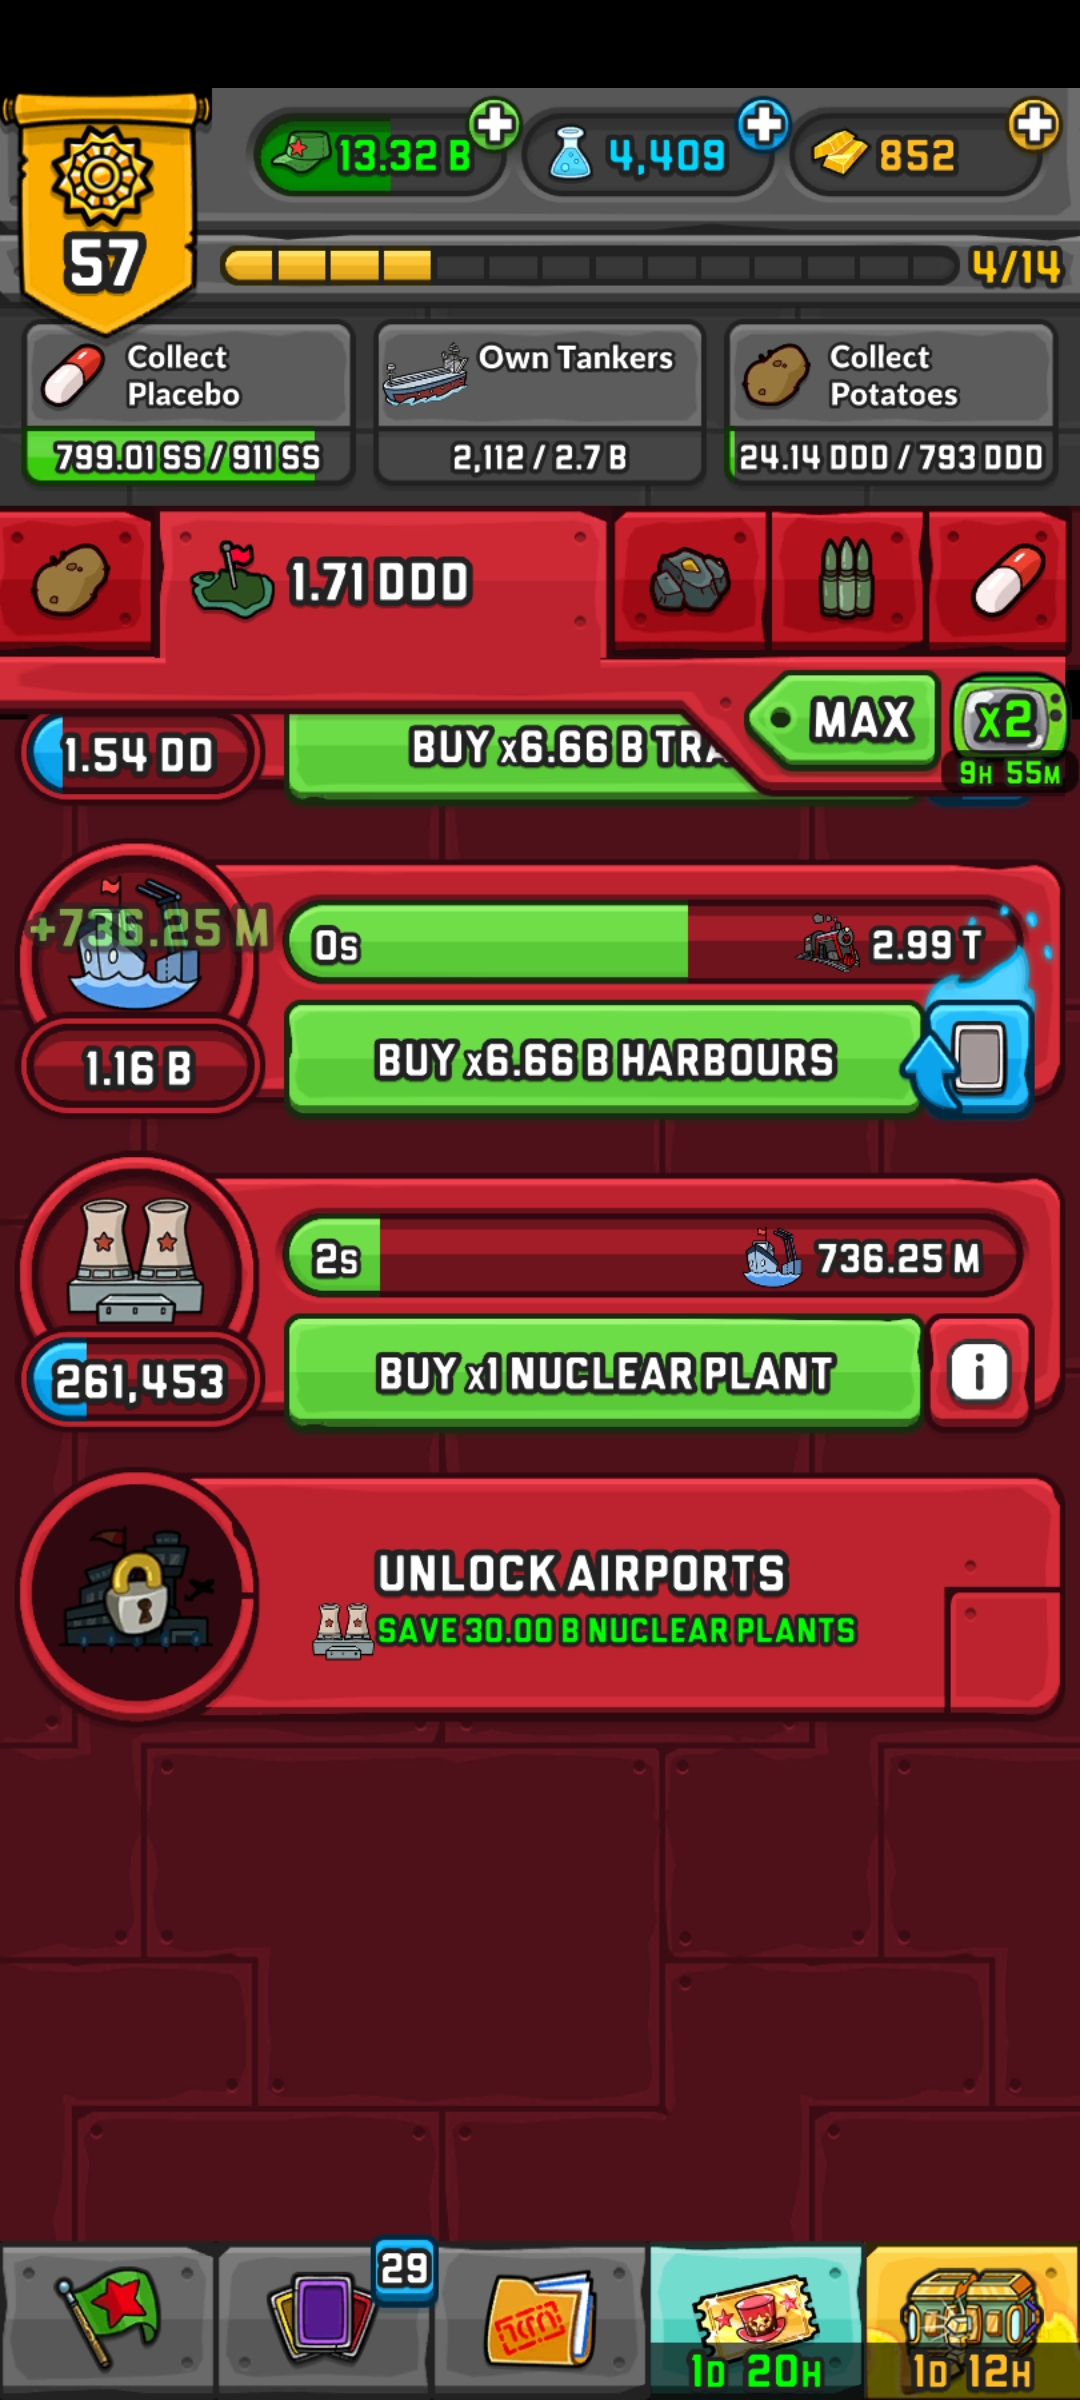 57
13.32 B
4,409
852
4/14
Collect
Placebo
799.01 SS / 911 SS
Own Tankers
2,112 / 2.7 B
Collect
Potatoes
24.14 DDD / 793 DDD
1.71 DDD
MAX
x2
9H 55M
1.54 DD
BUY x6.66 B
+736.25 M
0s
2.99 T
1.16 B
BUY x6.66 B HARBOURS
2s
736.25 M
261,453
BUY x1 NUCLEAR PLANT
i
UNLOCK AIRPORTS
SAVE 30.00 B NUCLEAR PLANTS
29
1D 20H
1D 12H